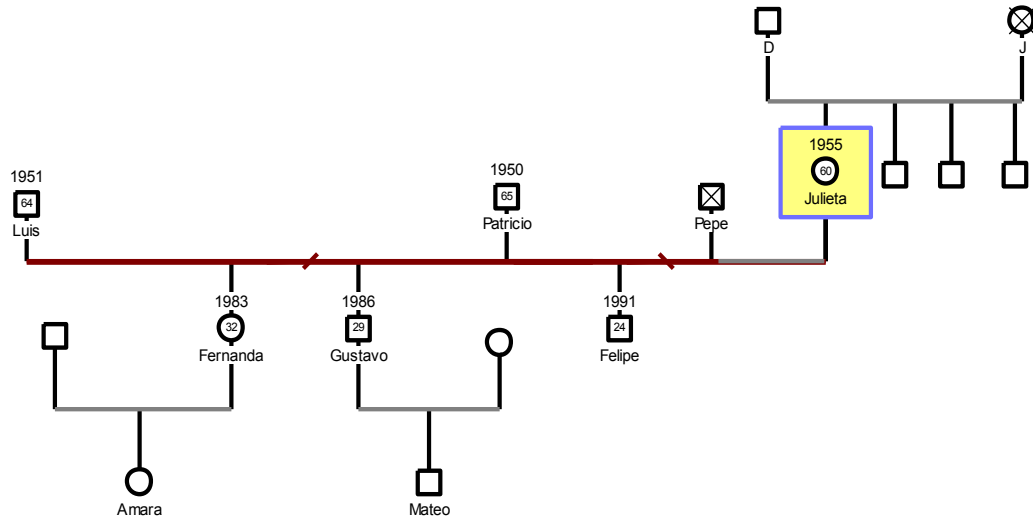 D
J
1955
60
Julieta
1951
64
Luis
1950
65
Patricio
Pepe
1983
32
Fernanda
1986
29
Gustavo
1991
24
Felipe
Amara
Mateo